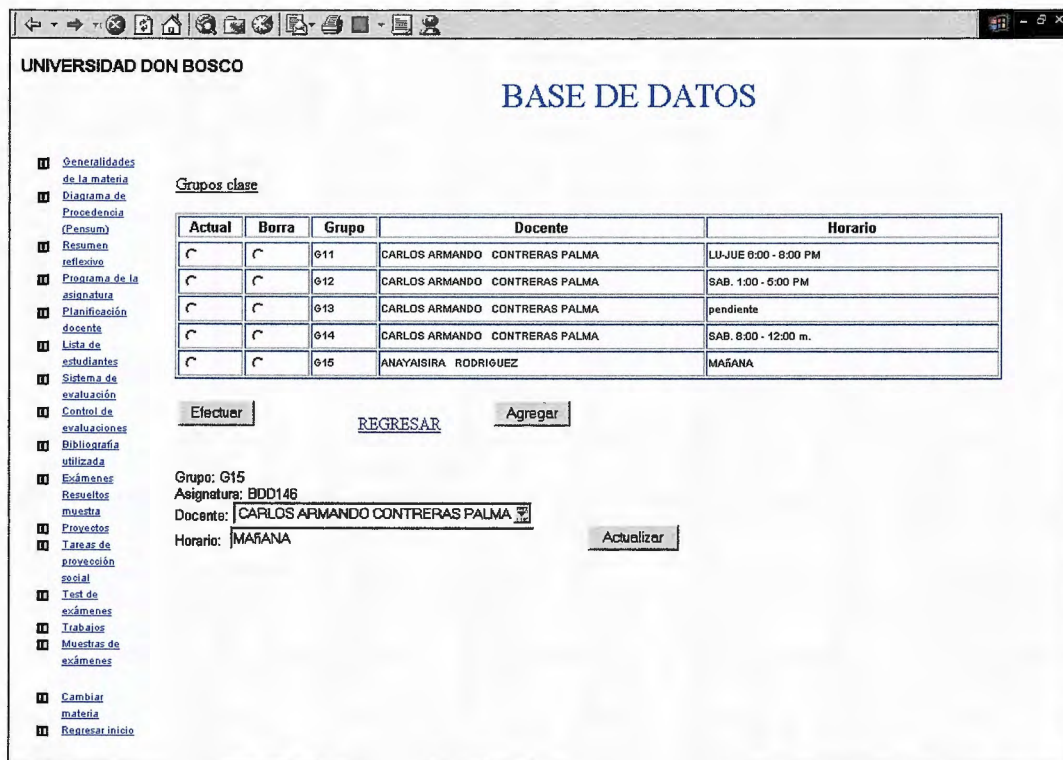 UNIVERSIDAD DON BOSCO
BASE DE DATOS
Generalidades
de la materia
Diagrama de
Procedencia
(Pensum)
Resumen
reflexivo
Programa de la
asignatura
Planificación
docente
Lista de
estudiantes
Sistema de
evaluación
Control de
evaluaciones
Bibliografía
utilizada
Exámenes
Resueltos
muestra
Proyectos
Tareas de
proyección
social
Test de
exámenes
Trabajos
Muestras de
exámenes
Cambiar
materia
Regresar inicio
Grupos clase
Actual Borra Grupo Docente Horario
G11 CARLOS ARMANDO CONTRERAS PALMA LU-JUE 6:00 - 8:00 PM
G12 CARLOS ARMANDO CONTRERAS PALMA SAB. 1:00 - 5:00 PM
G13 CARLOS ARMANDO CONTRERAS PALMA pendiente
G14 CARLOS ARMANDO CONTRERAS PALMA SAB. 8:00 - 12:00 m.
G15 ANAYAISIRA RODRIGUEZ MAñANA
Efectuar REGRESAR Agregar
Grupo: G15
Asignatura: BDD146
Docente: CARLOS ARMANDO CONTRERAS PALMA
Horario: MAñANA Actualizar